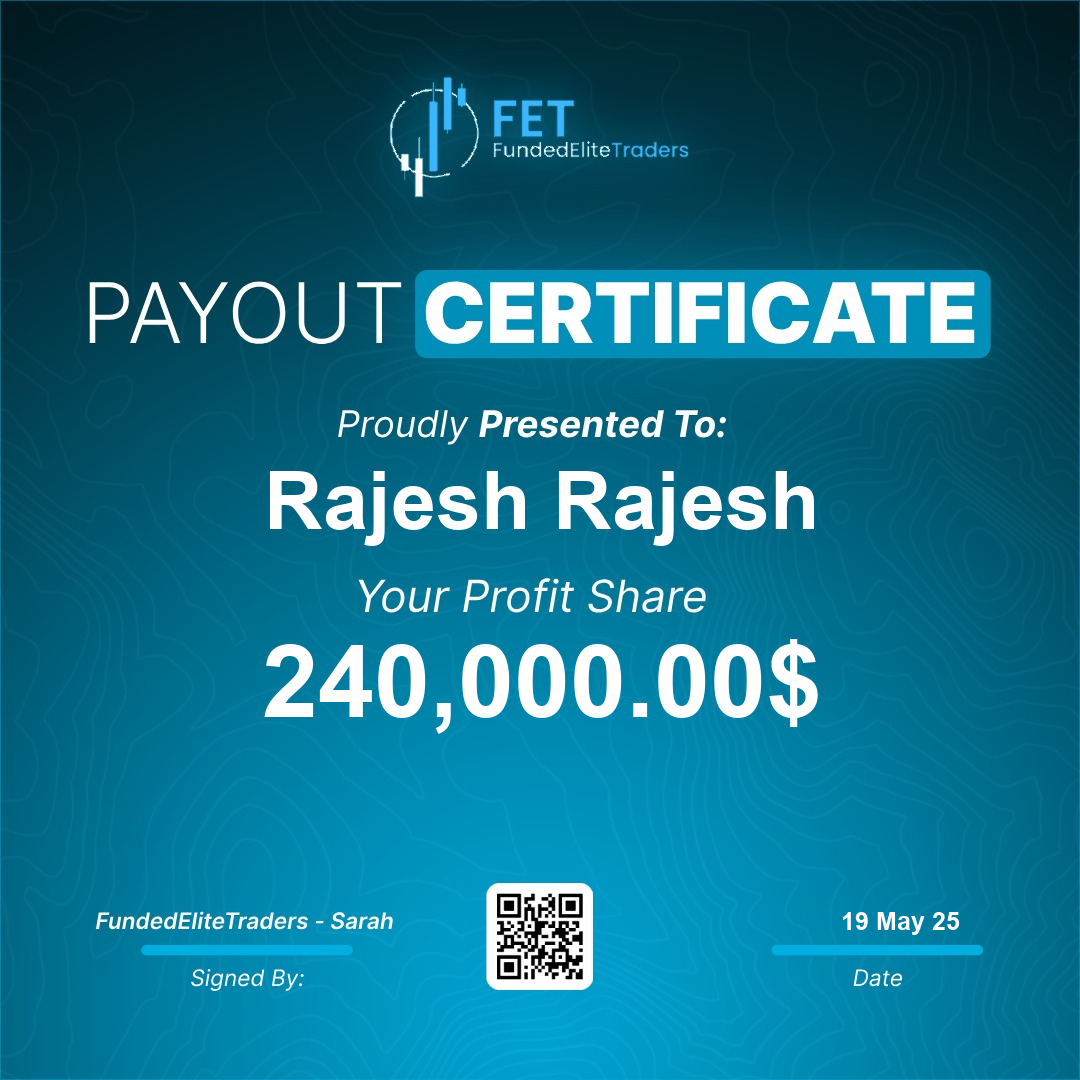 FET
FundedEliteTraders
PAYOUT CERTIFICATE
Proudly Presented To:
Rajesh Rajesh
Your Profit Share
240,000.00$
FundedEliteTraders - Sarah
Signed By:
19 May 25
Date